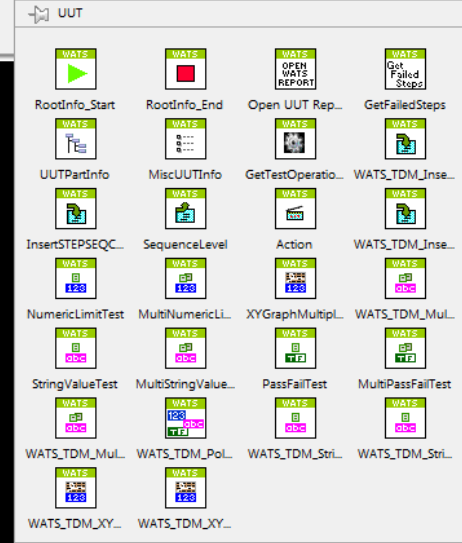 UUT
WATS WATS WATS WATS
OPEN WATS REPORT
Get Failed Steps
RootInfo_Start RootInfo_End Open UUT Rep... GetFailedSteps
WATS WATS WATS WATS
UUTPartInfo MiscUUTInfo GetTestOperatio... WATS_TDM_Inse...
WATS WATS WATS WATS
InsertSTEPSEQC... SequenceLevel Action WATS_TDM_Inse...
WATS WATS WATS WATS
123 123 123 abc
NumericLimitTest MultiNumericLi... XYGraphMultipl... WATS_TDM_Mul...
WATS WATS WATS WATS
abc abc TF TF
StringValueTest MultiStringValue... PassFailTest MultiPassFailTest
WATS WATS WATS WATS
abc 123 abc TF abc abc
WATS_TDM_Mul... WATS_TDM_Pol... WATS_TDM_Stri... WATS_TDM_Stri...
WATS WATS
123 123
WATS_TDM_XY... WATS_TDM_XY...